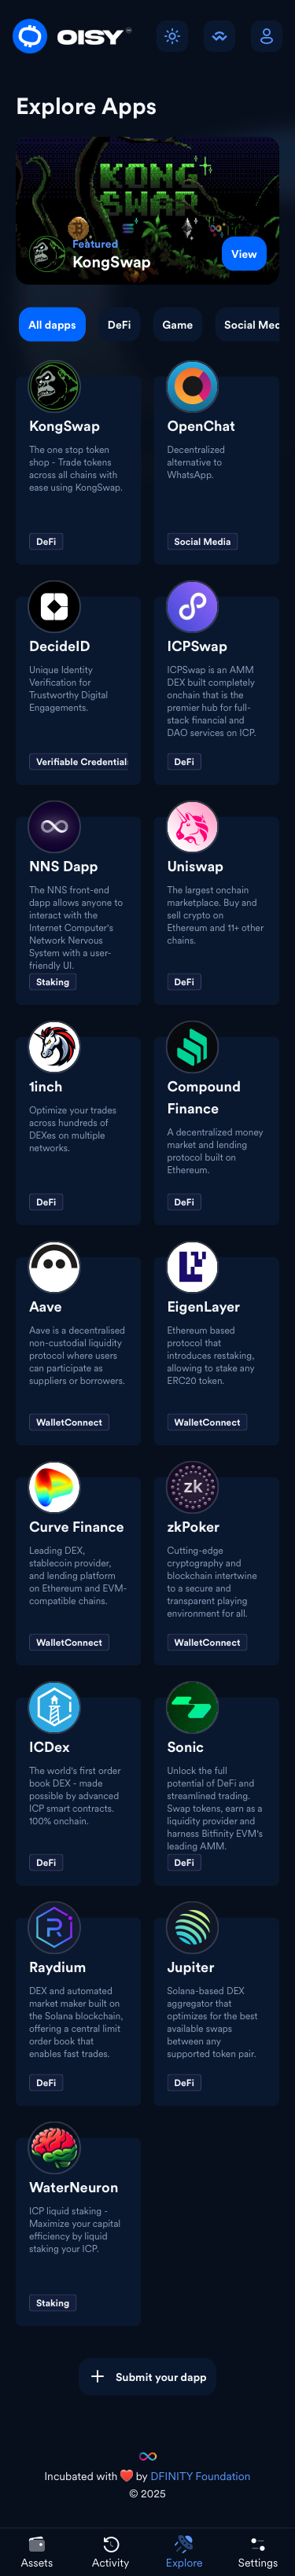 OISY
Explore Apps
KONG
SWAP
Featured
KongSwap
View
All dapps
DeFi
Game
Social Med
KongSwap
The one stop token
shop - Trade tokens
across all chains with
ease using KongSwap.
DeFi
OpenChat
Decentralized
alternative to
WhatsApp.
Social Media
DecideID
Unique Identity
Verification for
Trustworthy Digital
Engagements.
Verifiable Credentials
ICPSwap
ICPSwap is an AMM
DEX built completely
onchain that is the
premier hub for full-
stack financial and
DAO services on ICP.
DeFi
NNS Dapp
The NNS front-end
dapp allows anyone to
interact with the
Internet Computer's
Network Nervous
System with a user-
friendly UI.
Staking
Uniswap
The largest onchain
marketplace. Buy and
sell crypto on
Ethereum and 11+ other
chains.
DeFi
1inch
Optimize your trades
across hundreds of
DEXes on multiple
networks.
DeFi
Compound
Finance
A decentralized money
market and lending
protocol built on
Ethereum.
DeFi
Aave
Aave is a decentralised
non-custodial liquidity
protocol where users
can participate as
suppliers or borrowers.
WalletConnect
EigenLayer
Ethereum based
protocol that
introduces restaking,
allowing to stake any
ERC20 token.
WalletConnect
Curve Finance
Leading DEX,
stablecoin provider,
and lending platform
on Ethereum and EVM-
compatible chains.
WalletConnect
zk
zkPoker
Cutting-edge
cryptography and
blockchain intertwine
to a secure and
transparent playing
environment for all.
WalletConnect
ICDex
The world's first order
book DEX - made
possible by advanced
ICP smart contracts.
100% onchain.
DeFi
Sonic
Unlock the full
potential of DeFi and
streamlined trading.
Swap tokens, earn as a
liquidity provider and
harness Bitfinity EVM's
leading AMM.
DeFi
Raydium
DEX and automated
market maker built on
the Solana blockchain,
offering a central limit
order book that
enables fast trades.
DeFi
Jupiter
Solana-based DEX
aggregator that
optimizes for the best
available swaps
between any
supported token pair.
DeFi
WaterNeuron
ICP liquid staking -
Maximize your capital
efficiency by liquid
staking your ICP.
Staking
Submit your dapp
Incubated with ❤️ by DFINITY Foundation
© 2025
Assets
Activity
Explore
Settings